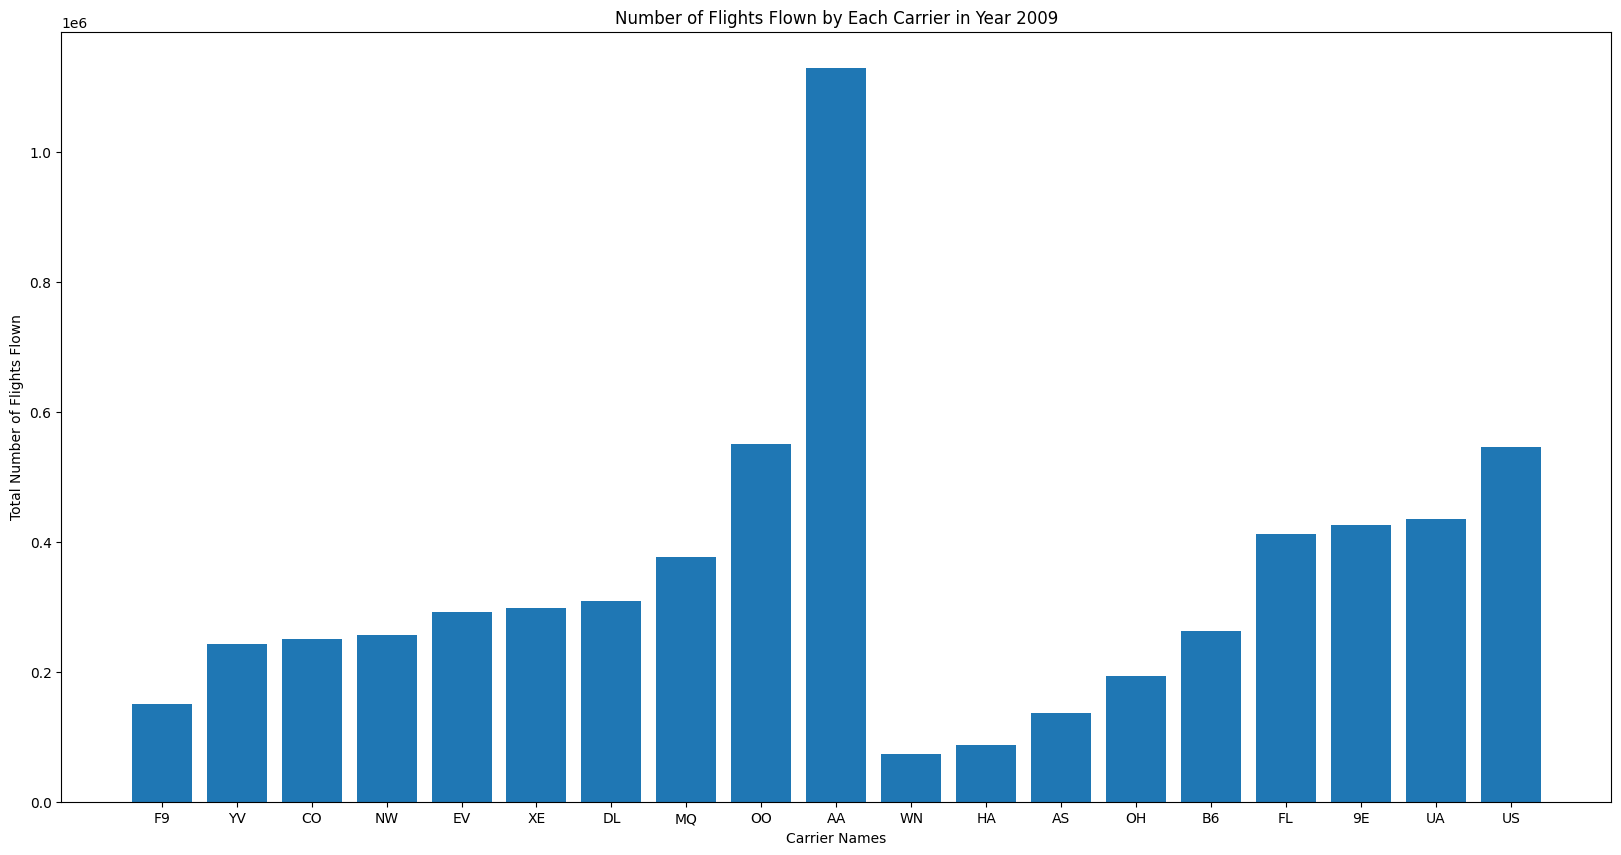 Number of Flights Flown by Each Carrier in Year 2009
1e6
1.0
0.8
0.6
0.4
0.2
0.0
Total Number of Flights Flown
F9 YV CO NW EV XE DL MQ OO AA WN HA AS OH B6 FL 9E UA US
Carrier Names